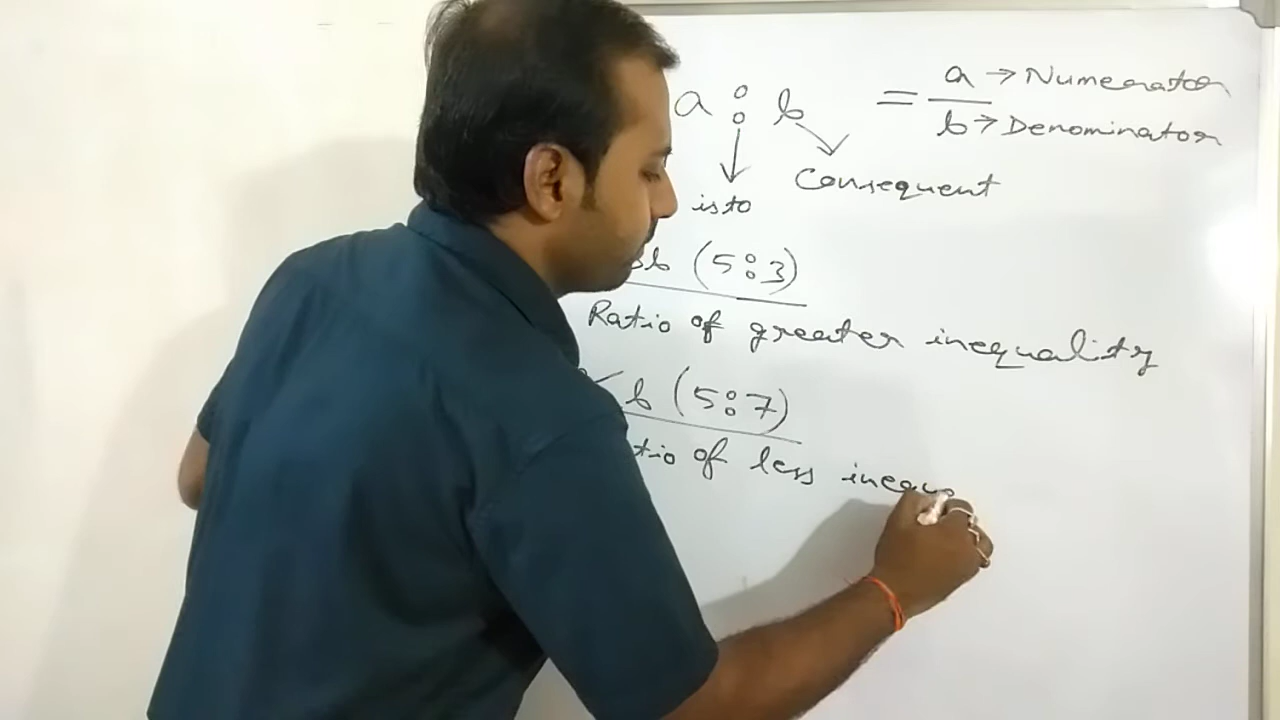 a : b = a → Numerator
b → Denominator
is to Consequent
b (5:3)
Ratio of greater inequality
b (5:7)
of less